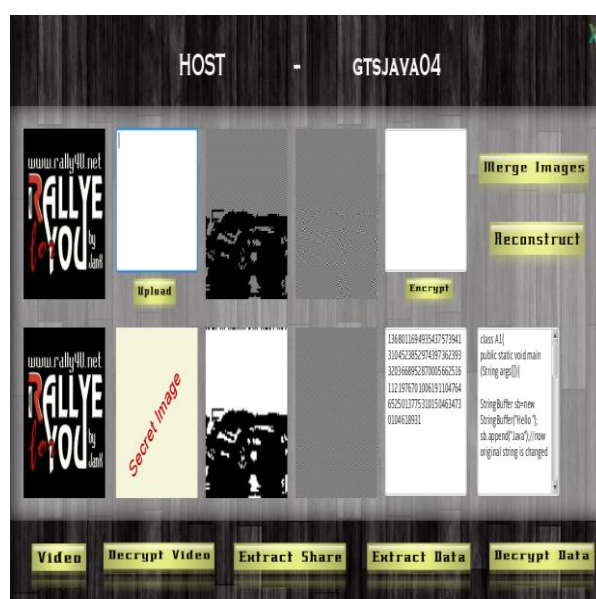 HOST - GTSJAVA04
www.rally4U.net
RALLYE
for YOU by JanK
Merge Images
Reconstruct
Upload
Encrypt
www.rally4U.net
RALLYE
for YOU by JanK
Secret Image
1368011694935437573941
3104523852974397362393
3203668952870005662516
1121976701006191104764
6525013775310150463473
0104618931
class A1{
public static void main
(String args[]){
StringBuffer sb=new
StringBuffer("Hello ");
sb.append("Java");//now
original string is changed
Video
Decrypt Video
Extract Share
Extract Data
Decrypt Data